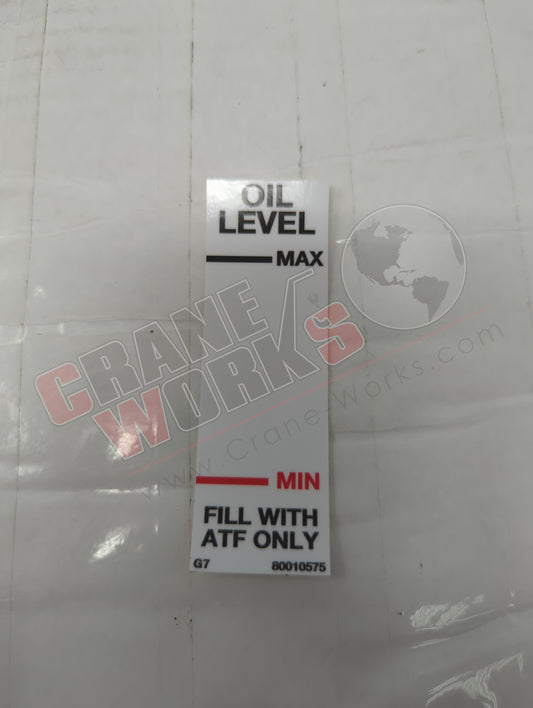 OIL
LEVEL
MAX
CRANE
WORKS
www.Crane-Works.com
MIN
FILL WITH
ATF ONLY
G7 80010575